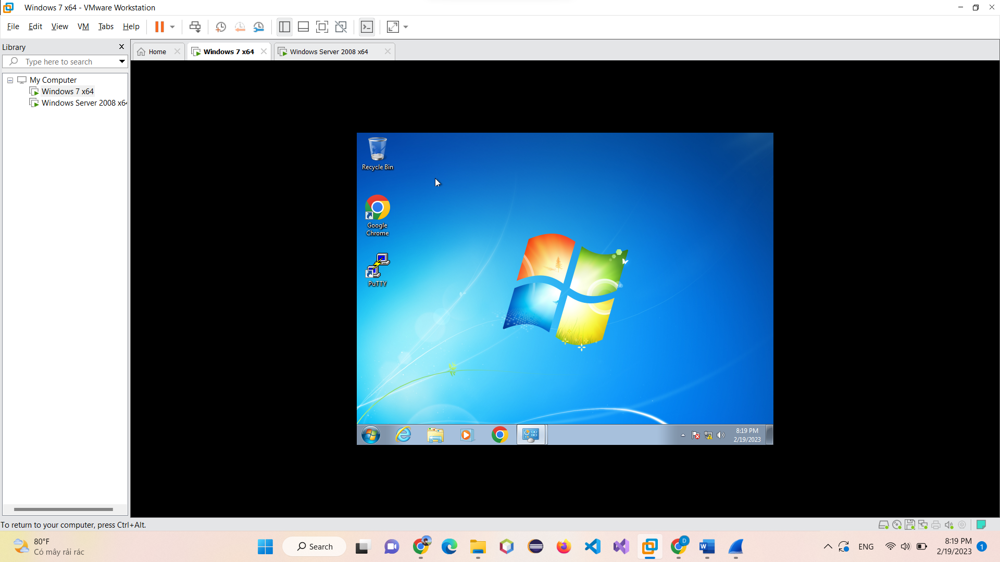 Windows 7 x64 - VMware Workstation
File Edit View VM Tabs Help
Library
Type here to search
Home
Windows 7 x64
Windows Server 2008 x64
My Computer
Windows 7 x64
Windows Server 2008 x64
Recycle Bin
Google
Chrome
PuTTY
8:19 PM
2/19/2023
To return to your computer, press Ctrl+Alt.
80°F
Có mây rải rác
Search
D
W
ENG
8:19 PM
2/19/2023
1